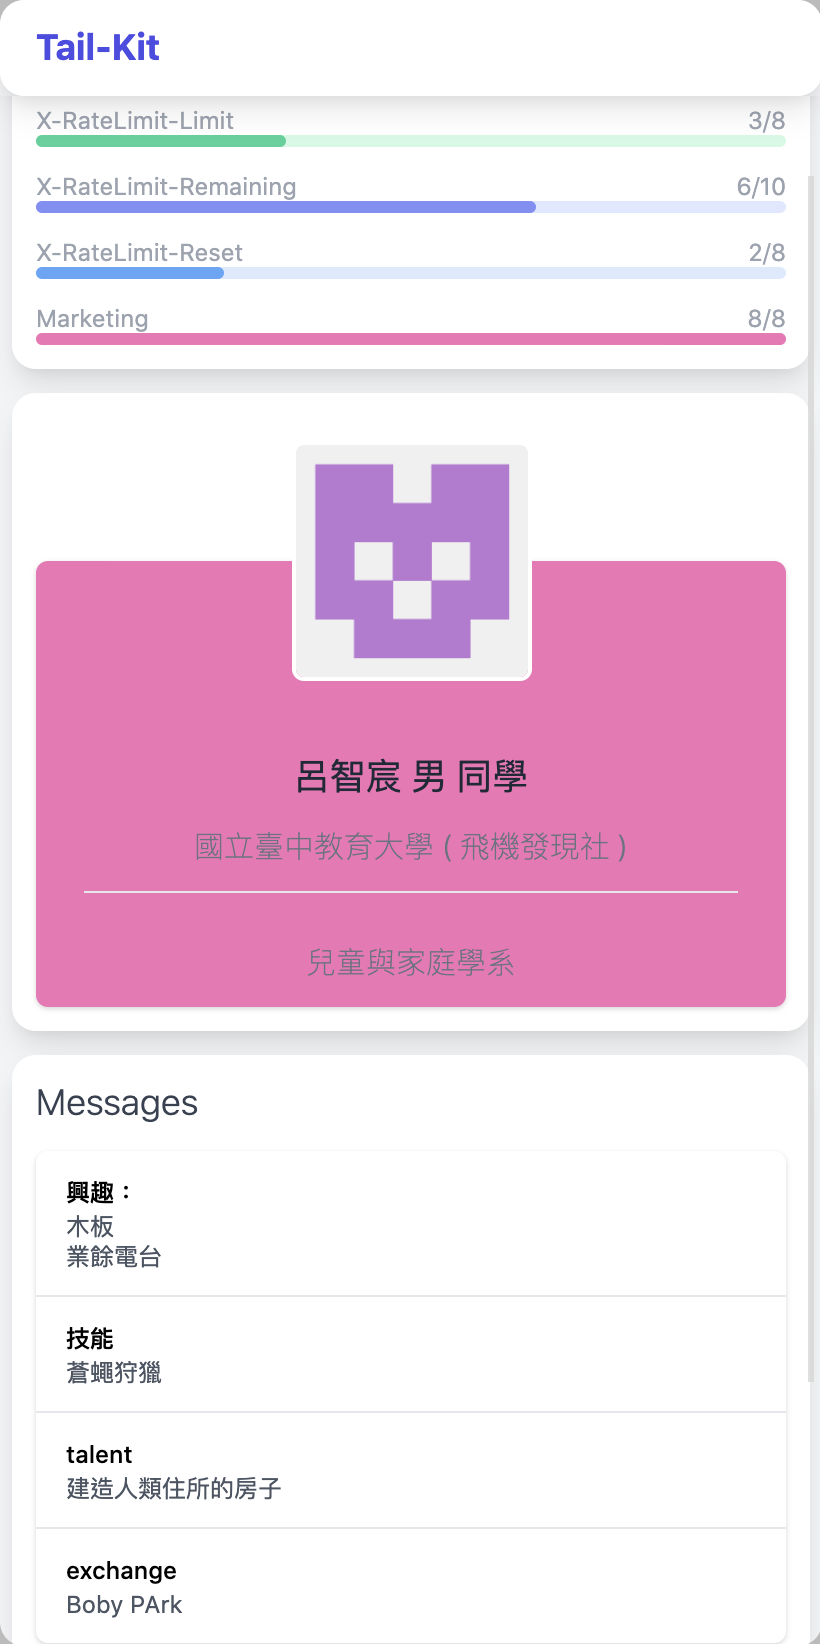 Tail-Kit
X-RateLimit-Limit 3/8
X-RateLimit-Remaining 6/10
X-RateLimit-Reset 2/8
Marketing 8/8
呂智宸 男 同學
國立臺中教育大學 ( 飛機發現社 )
兒童與家庭學系
Messages
興趣：
木板
業餘電台
技能
蒼蠅狩獵
talent
建造人類住所的房子
exchange
Boby PArk